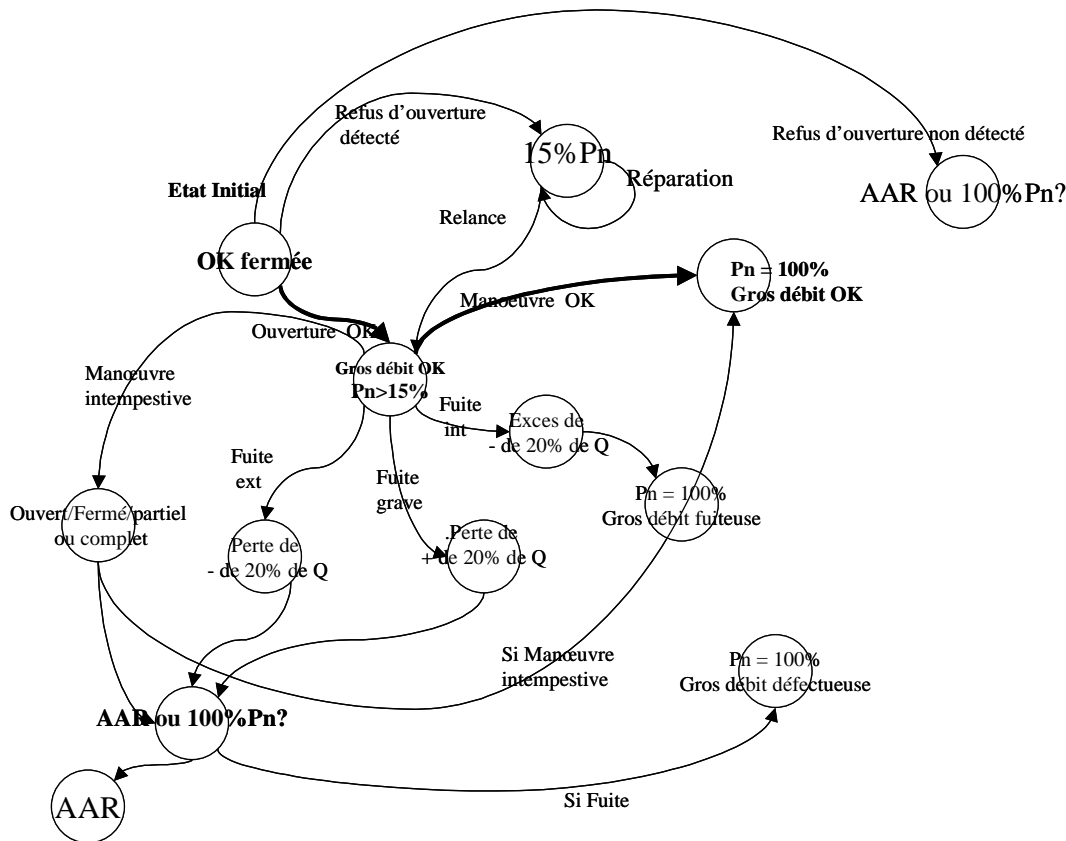 Refus d'ouverture
détecté
Refus d'ouverture non détecté
15%Pn
Réparation
Etat Initial
AAR ou 100%Pn?
Relance
OK fermée
Pn = 100%
Gros débit OK
Manoeuvre OK
Ouverture OK
Gros débit OK
Pn>15%
Manœuvre
intempestive
Fuite
int
Exces de
- de 20% de Q
Fuite
ext
Fuite
grave
Pn = 100%
Gros débit fuiteuse
Ouvert/Fermé/partiel
ou complet
Perte de
- de 20% de Q
.Perte de
+ de 20% de Q
Si Manœuvre
intempestive
Pn = 100%
Gros débit défectueuse
AAR ou 100%Pn?
AAR
Si Fuite